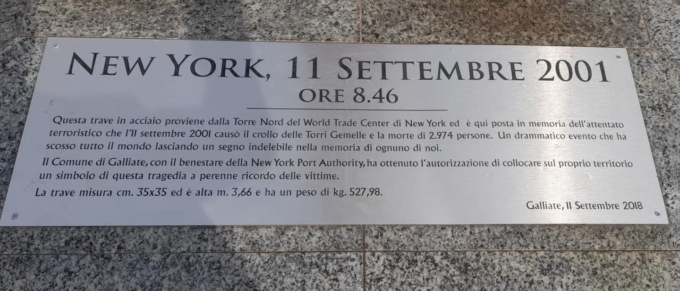 NEW YORK, 11 SETTEMBRE 2001
ORE 8.46
Questa trave in acciaio proviene dalla Torre Nord del World Trade Center di New York ed è qui posta in memoria dell'attentato
terroristico che l'11 settembre 2001 causò il crollo delle Torri Gemelle e la morte di 2.974 persone. Un drammatico evento che ha
scosso tutto il mondo lasciando un segno indelebile nella memoria di ognuno di noi.
Il Comune di Galliate, con il benestare della New York Port Authority, ha ottenuto l'autorizzazione di collocare sul proprio territorio
un simbolo di questa tragedia a perenne ricordo delle vittime.
La trave misura cm. 35x35 ed è alta m. 3,66 e ha un peso di kg. 527,98.
Galliate, 11 Settembre 2018